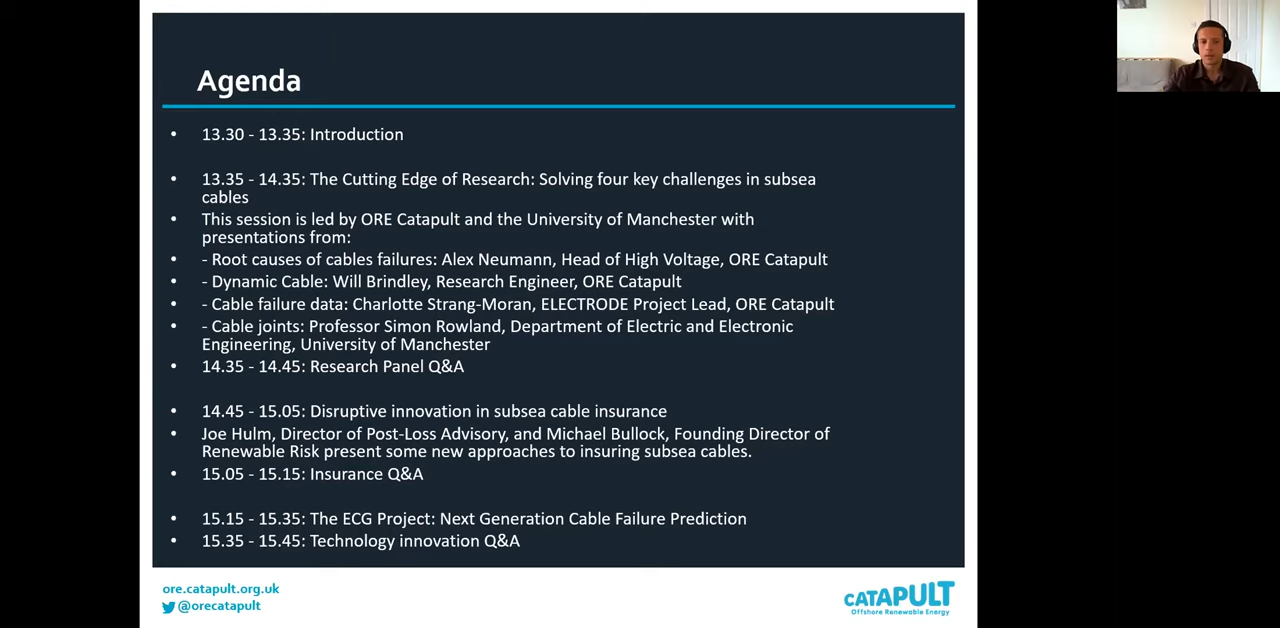 Agenda
• 13.30 - 13.35: Introduction
• 13.35 - 14.35: The Cutting Edge of Research: Solving four key challenges in subsea
cables
• This session is led by ORE Catapult and the University of Manchester with
presentations from:
• - Root causes of cables failures: Alex Neumann, Head of High Voltage, ORE Catapult
• - Dynamic Cable: Will Brindley, Research Engineer, ORE Catapult
• - Cable failure data: Charlotte Strang-Moran, ELECTRODE Project Lead, ORE Catapult
• - Cable joints: Professor Simon Rowland, Department of Electric and Electronic
Engineering, University of Manchester
• 14.35 - 14.45: Research Panel Q&A
• 14.45 - 15.05: Disruptive innovation in subsea cable insurance
• Joe Hulm, Director of Post-Loss Advisory, and Michael Bullock, Founding Director of
Renewable Risk present some new approaches to insuring subsea cables.
• 15.05 - 15.15: Insurance Q&A
• 15.15 - 15.35: The ECG Project: Next Generation Cable Failure Prediction
• 15.35 - 15.45: Technology innovation Q&A
ore.catapult.org.uk
@orecatapult
CATAPULT
Offshore Renewable Energy